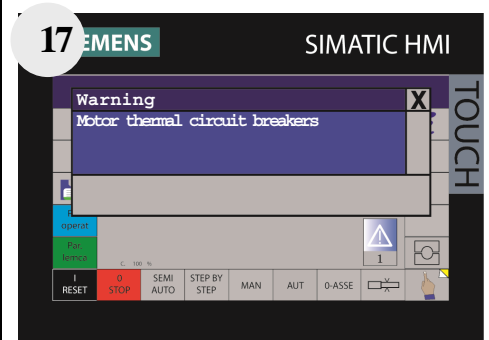 17
EMENS
SIMATIC HMI
TOUCH
Warning
X
Motor thermal circuit breakers
operat
Par.
lemca
C. 100 %
1
I
RESET
0
STOP
SEMI
AUTO
STEP BY
STEP
MAN
AUT
0-ASSE